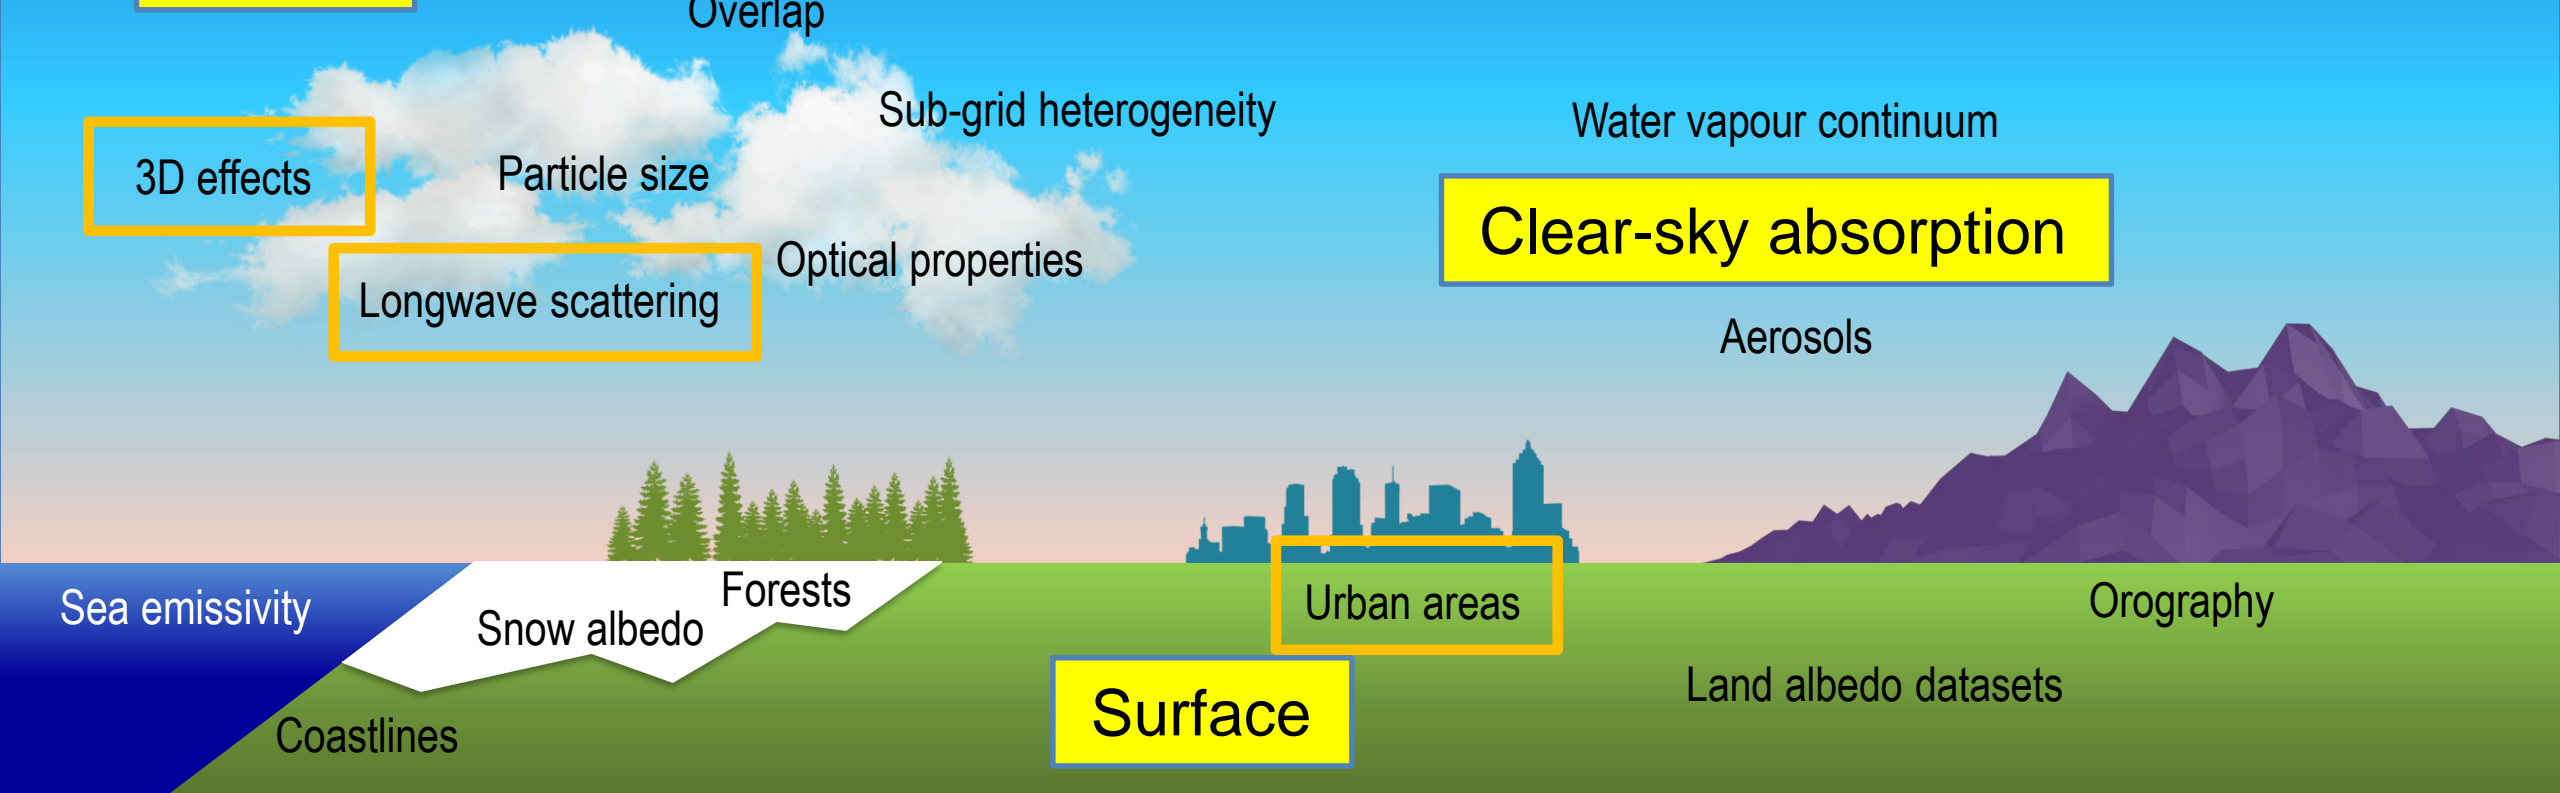 Overlap
Sub-grid heterogeneity
Water vapour continuum
3D effects
Particle size
Clear-sky absorption
Optical properties
Longwave scattering
Aerosols
Sea emissivity
Forests
Snow albedo
Urban areas
Orography
Land albedo datasets
Surface
Coastlines